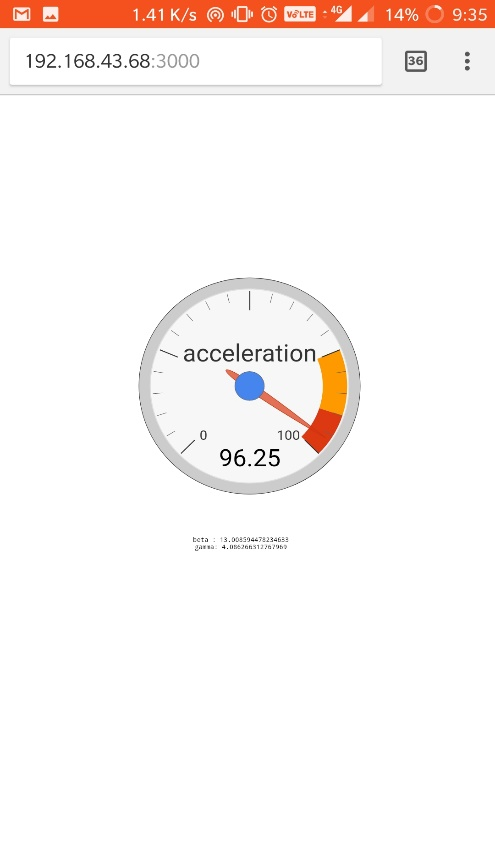 1.41 K/s VoLTE 4G 14% 9:35
192.168.43.68:3000 36
acceleration
0 100
96.25
beta : 13.008594478234633
gamma: 4.086266312767969